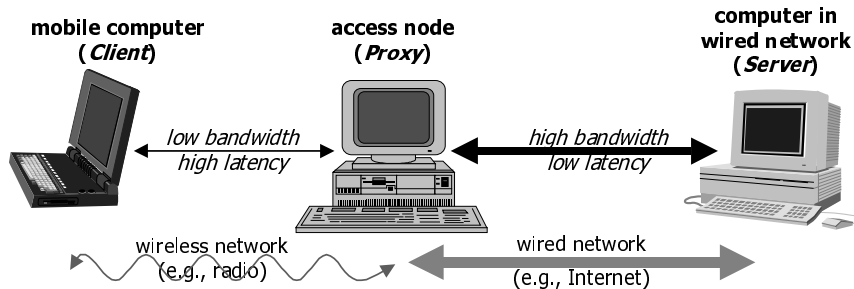 mobile computer
(Client)
access node
(Proxy)
computer in
wired network
(Server)
low bandwidth
high latency
high bandwidth
low latency
wireless network
(e.g., radio)
wired network
(e.g., Internet)